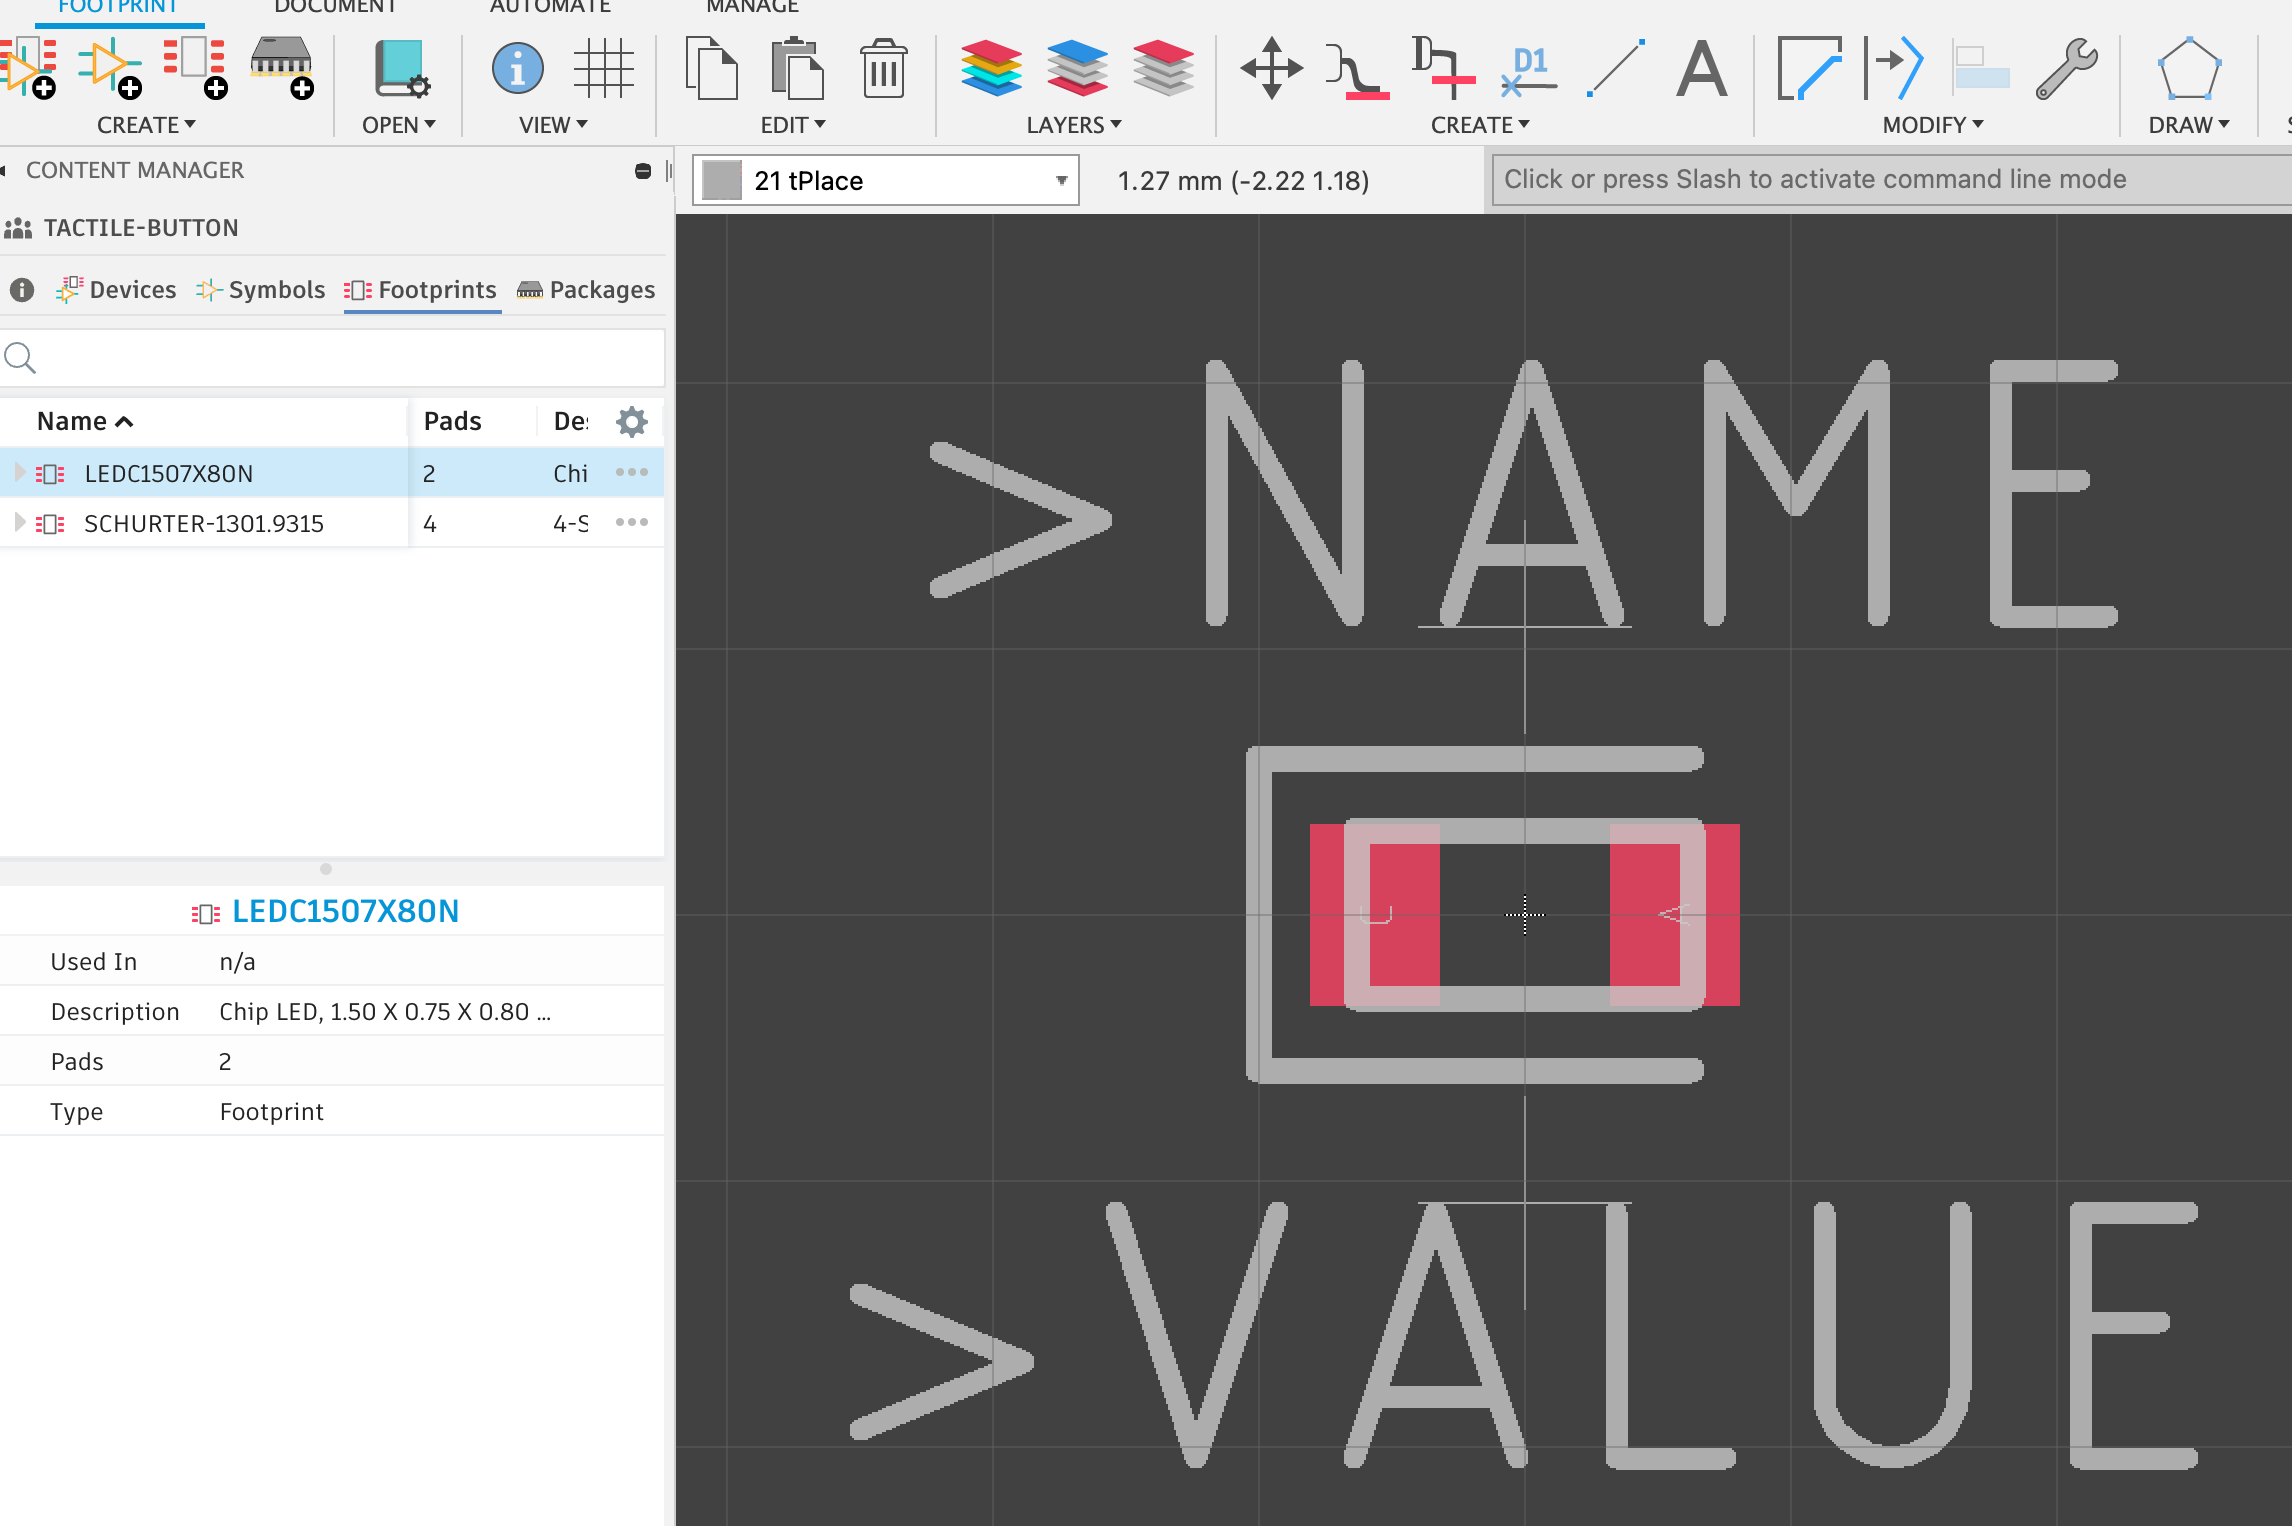 FOOTPRINT DOCUMENT AUTOMATE MANAGE
CREATE OPEN VIEW EDIT LAYERS CREATE MODIFY DRAW
D D1 A
CONTENT MANAGER
21 tPlace 1.27 mm (-2.22 1.18) Click or press Slash to activate command line mode
TACTILE-BUTTON
Devices Symbols Footprints Packages
Name Pads
LEDC1507X80N 2 Chi
SCHURTER-1301.9315 4 4-S
LEDC1507X80N
Used In n/a
Description Chip LED, 1.50 X 0.75 X 0.80 ...
Pads 2
Type Footprint
>NAME
C A
>VALUE